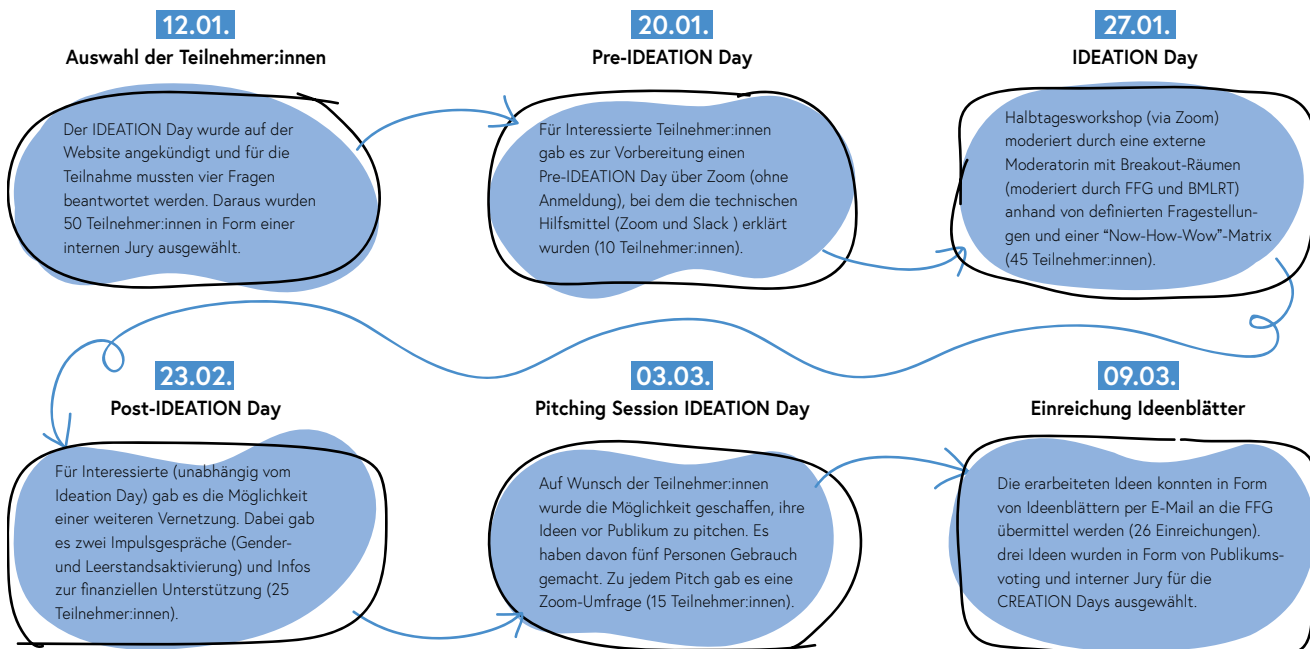 12.01.
Auswahl der Teilnehmer:innen
Der IDEATION Day wurde auf der
Website angekündigt und für die
Teilnahme mussten vier Fragen
beantwortet werden. Daraus wurden
50 Teilnehmer:innen in Form einer
internen Jury ausgewählt.
20.01.
Pre-IDEATION Day
Für Interessierte Teilnehmer:innen
gab es zur Vorbereitung einen
Pre-IDEATION Day über Zoom (ohne
Anmeldung), bei dem die technischen
Hilfsmittel (Zoom und Slack ) erklärt
wurden (10 Teilnehmer:innen).
27.01.
IDEATION Day
Halbtagesworkshop (via Zoom)
moderiert durch eine externe
Moderatorin mit Breakout-Räumen
(moderiert durch FFG und BMLRT)
anhand von definierten Fragestellun-
gen und einer “Now-How-Wow”-Matrix
(45 Teilnehmer:innen).
23.02.
Post-IDEATION Day
Für Interessierte (unabhängig vom
Ideation Day) gab es die Möglichkeit
einer weiteren Vernetzung. Dabei gab
es zwei Impulsgespräche (Gender-
und Leerstandsaktivierung) und Infos
zur finanziellen Unterstützung (25
Teilnehmer:innen).
03.03.
Pitching Session IDEATION Day
Auf Wunsch der Teilnehmer:innen
wurde die Möglichkeit geschaffen, ihre
Ideen vor Publikum zu pitchen. Es
haben davon fünf Personen Gebrauch
gemacht. Zu jedem Pitch gab es eine
Zoom-Umfrage (15 Teilnehmer:innen).
09.03.
Einreichung Ideenblätter
Die erarbeiteten Ideen konnten in Form
von Ideenblättern per E-Mail an die FFG
übermittel werden (26 Einreichungen).
drei Ideen wurden in Form von Publikums-
voting und interner Jury für die
CREATION Days ausgewählt.